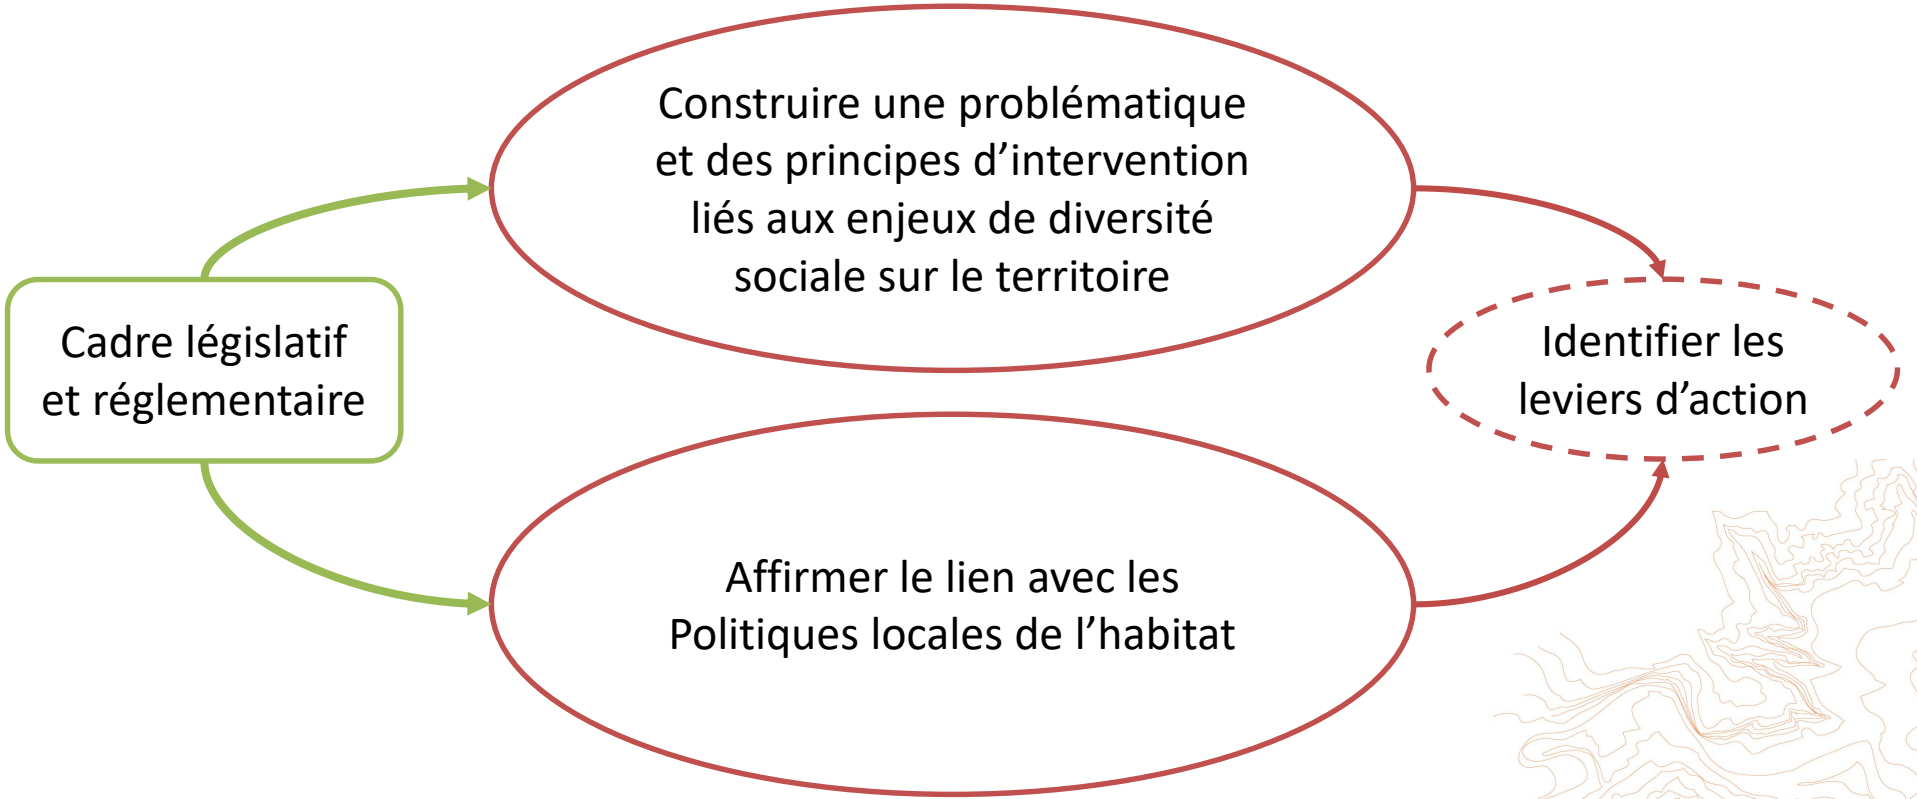 Construire une problématique
et des principes d’intervention
liés aux enjeux de diversité
sociale sur le territoire
Cadre législatif
et réglementaire
Identifier les
leviers d’action
Affirmer le lien avec les
Politiques locales de l’habitat